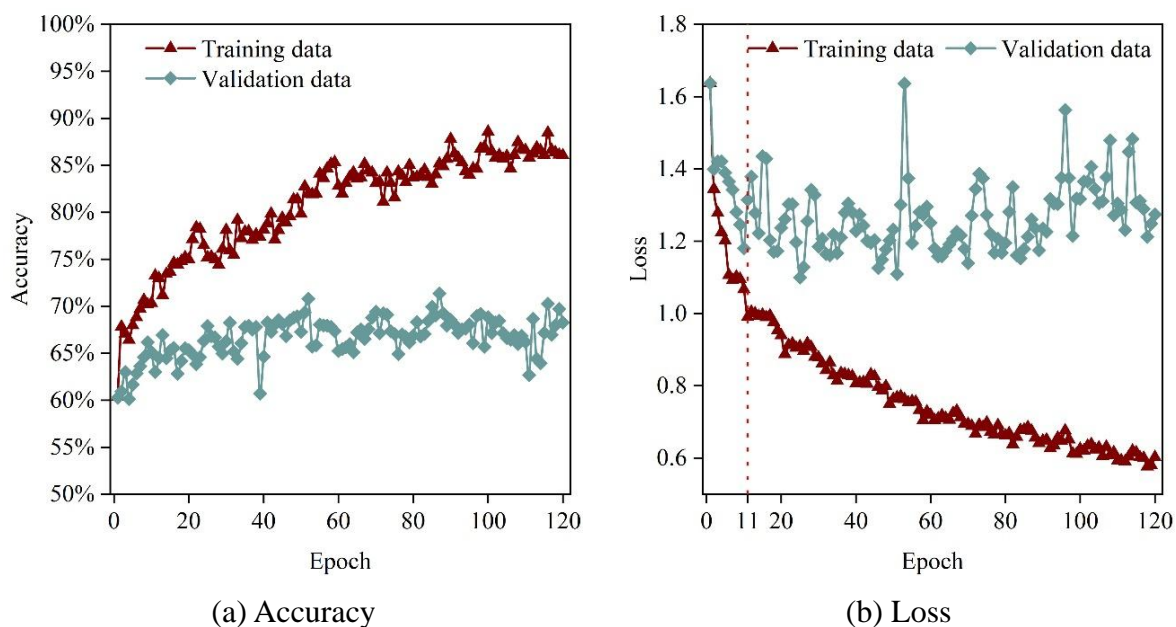 100%
95%
90%
85%
80%
75%
70%
65%
60%
55%
50%
Accuracy
Training data
Validation data
0 20 40 60 80 100 120
Epoch
(a) Accuracy
1.8
1.6
1.4
1.2
1.0
0.8
0.6
Loss
Training data Validation data
0 11 20 40 60 80 100 120
Epoch
(b) Loss